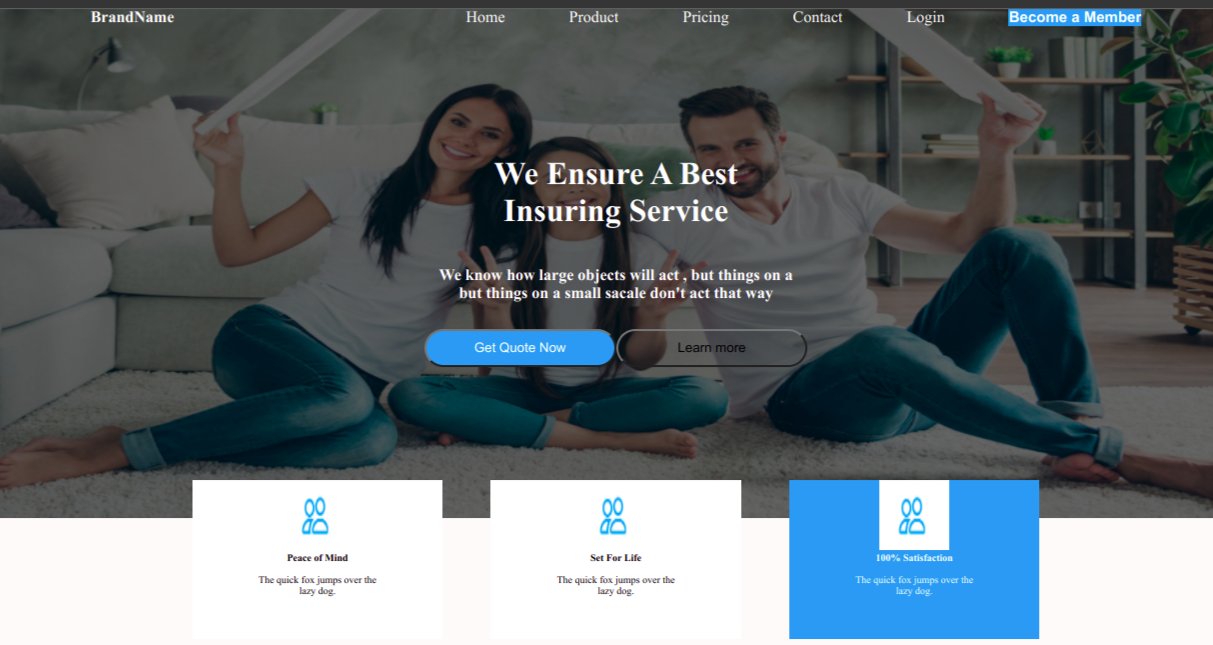 BrandName Home Product Pricing Contact Login Become a Member
We Ensure A Best
Insuring Service
We know how large objects will act , but things on a
but things on a small sacale don't act that way
Get Quote Now Learn more
Peace of Mind
The quick fox jumps over the
lazy dog.
Set For Life
The quick fox jumps over the
lazy dog.
100% Satisfaction
The quick fox jumps over the
lazy dog.